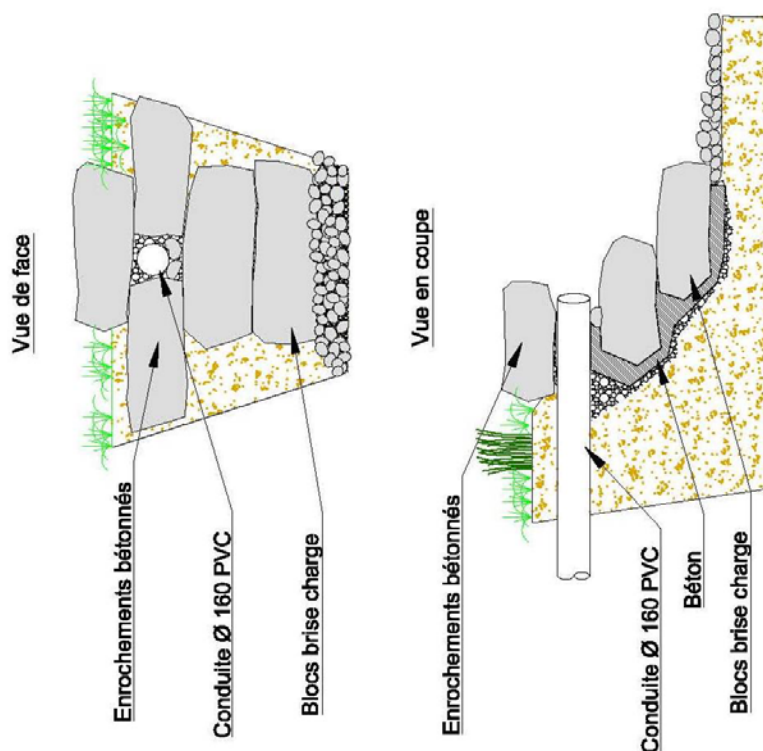 Vue de face
Enrochements bétonnés
Conduite Ø 160 PVC
Blocs brise charge
Vue en coupe
Enrochements bétonnés
Conduite Ø 160 PVC
Béton
Blocs brise charge